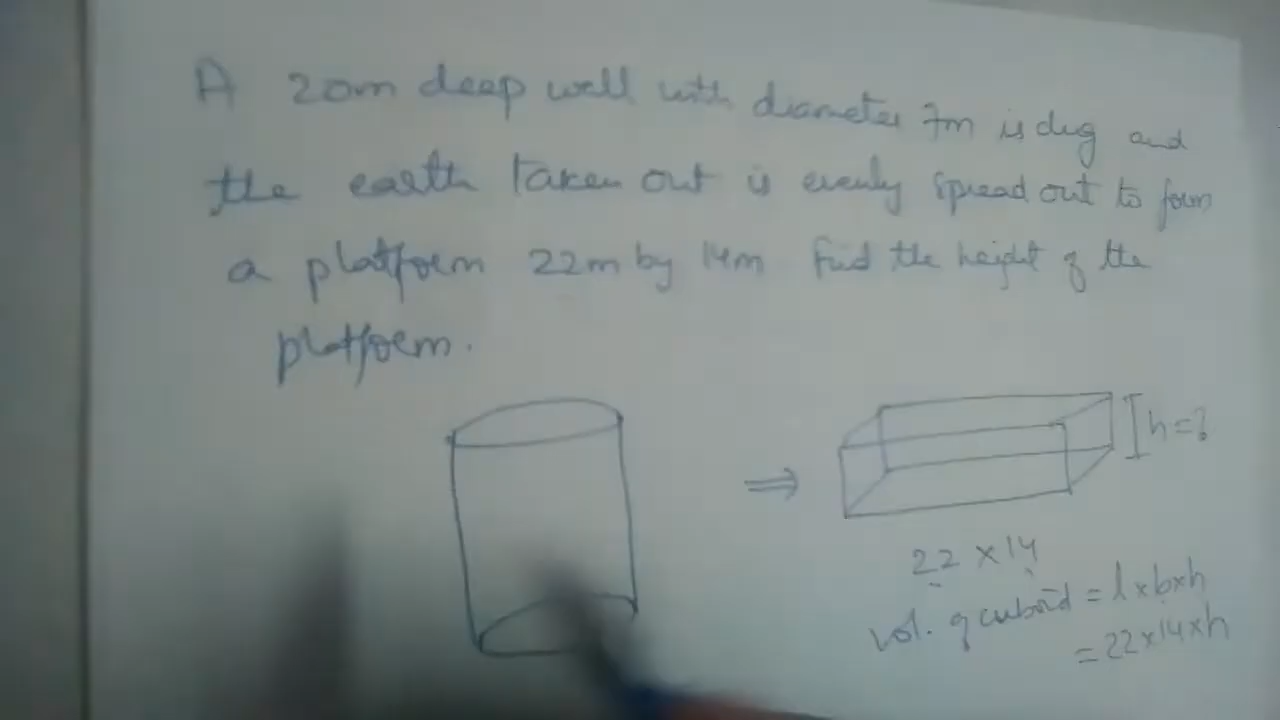 A 20m deep well with diameter 7m is dug and
the earth taken out is evenly spread out to form
a platform 22m by 14m find the height of the
platform.
⇒
h=?
22 x 14
vol. of cuboid = l x b x h
= 22 x 14 x h